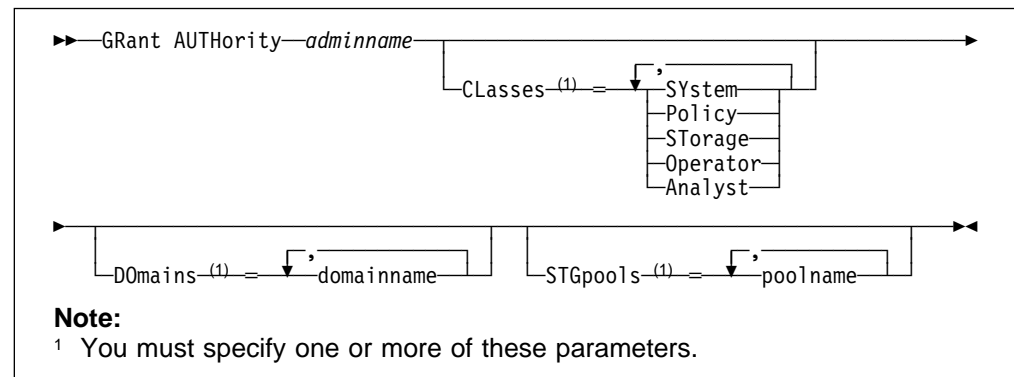 GRant AUTHority adminname
,
CLasses (1) = SYstem
Policy
STorage
Operator
Analyst
, ,
DOmains (1) = domainname STGpools (1) = poolname
Note:
1 You must specify one or more of these parameters.